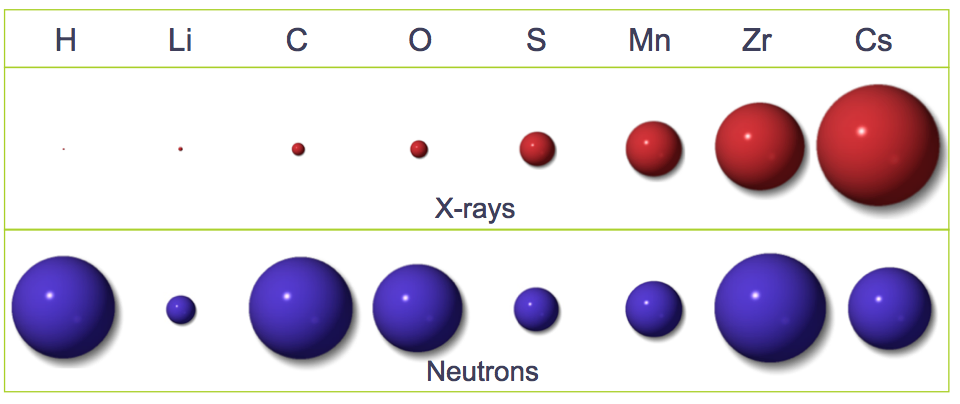 H Li C O S Mn Zr Cs
X-rays
Neutrons